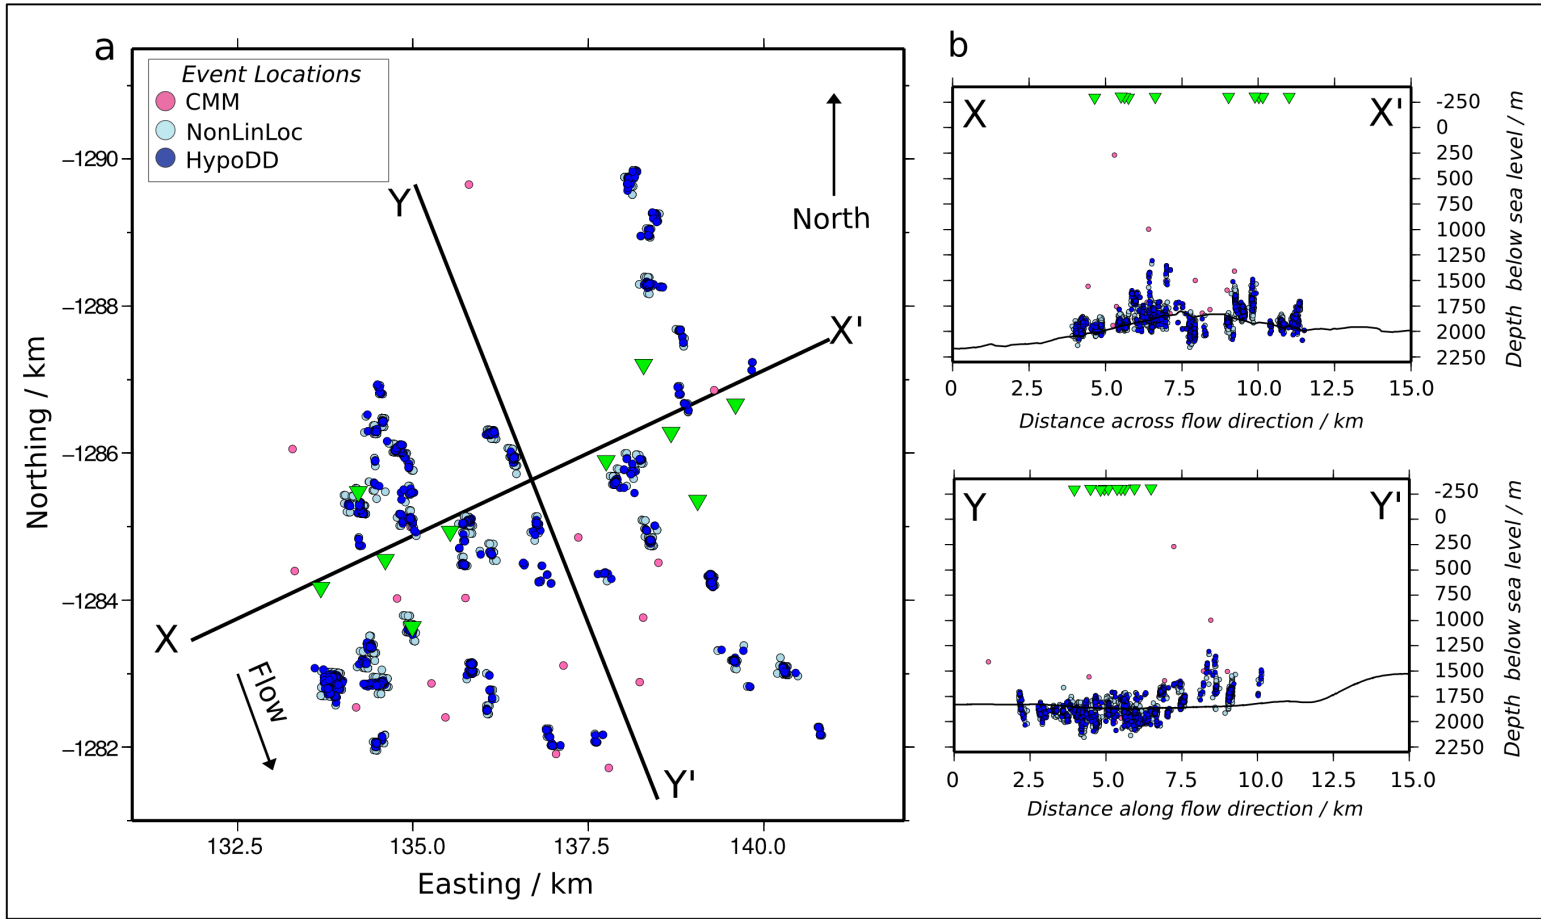 a
Event Locations
CMM
NonLinLoc
HypoDD
North
Y
X'
X
Y'
Flow
−1290
−1288
−1286
−1284
−1282
Northing / km
132.5
135.0
137.5
140.0
Easting / km
b
X
X'
-250
0
250
500
750
1000
1250
1500
1750
2000
2250
Depth below sea level / m
0
2.5
5.0
7.5
10.0
12.5
15.0
Distance across flow direction / km
Y
Y'
-250
0
250
500
750
1000
1250
1500
1750
2000
2250
Depth below sea level / m
0
2.5
5.0
7.5
10.0
12.5
15.0
Distance along flow direction / km